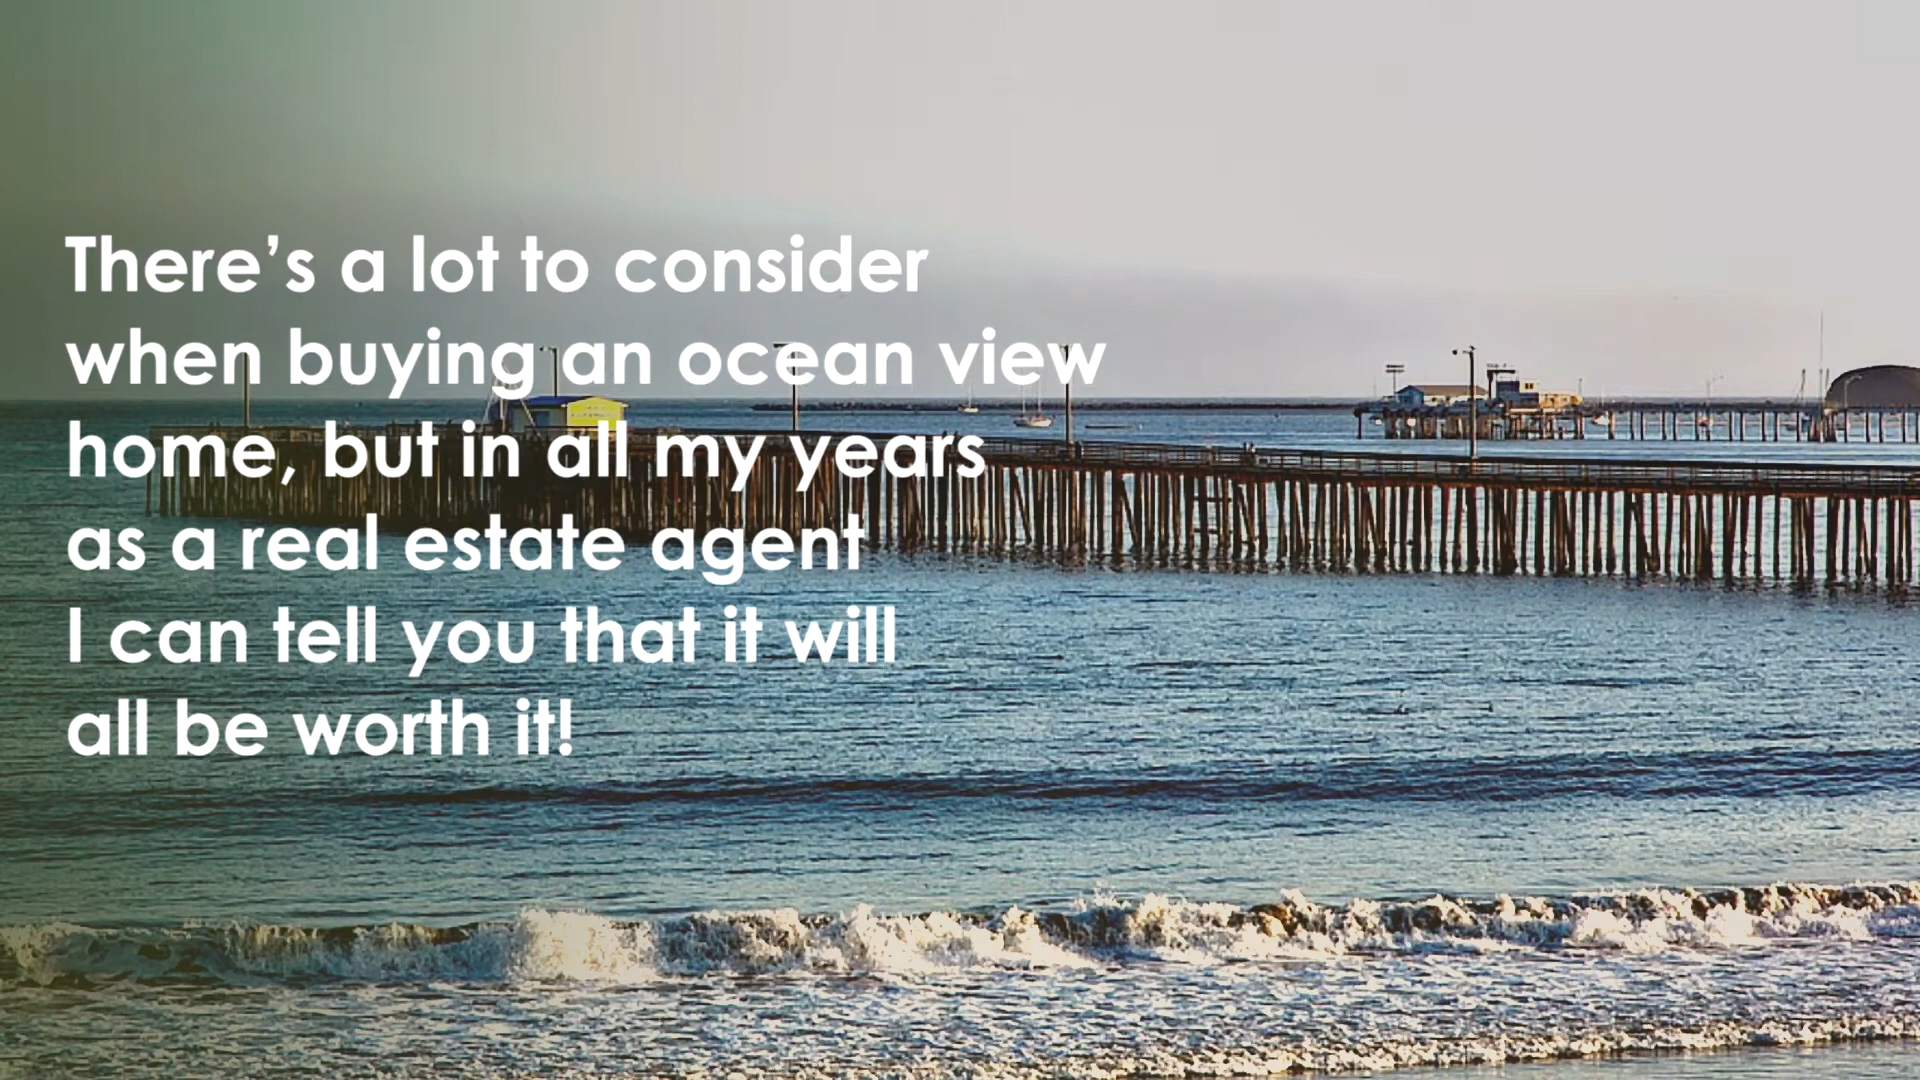 There’s a lot to consider
when buying an ocean view
home, but in all my years
as a real estate agent
I can tell you that it will
all be worth it!